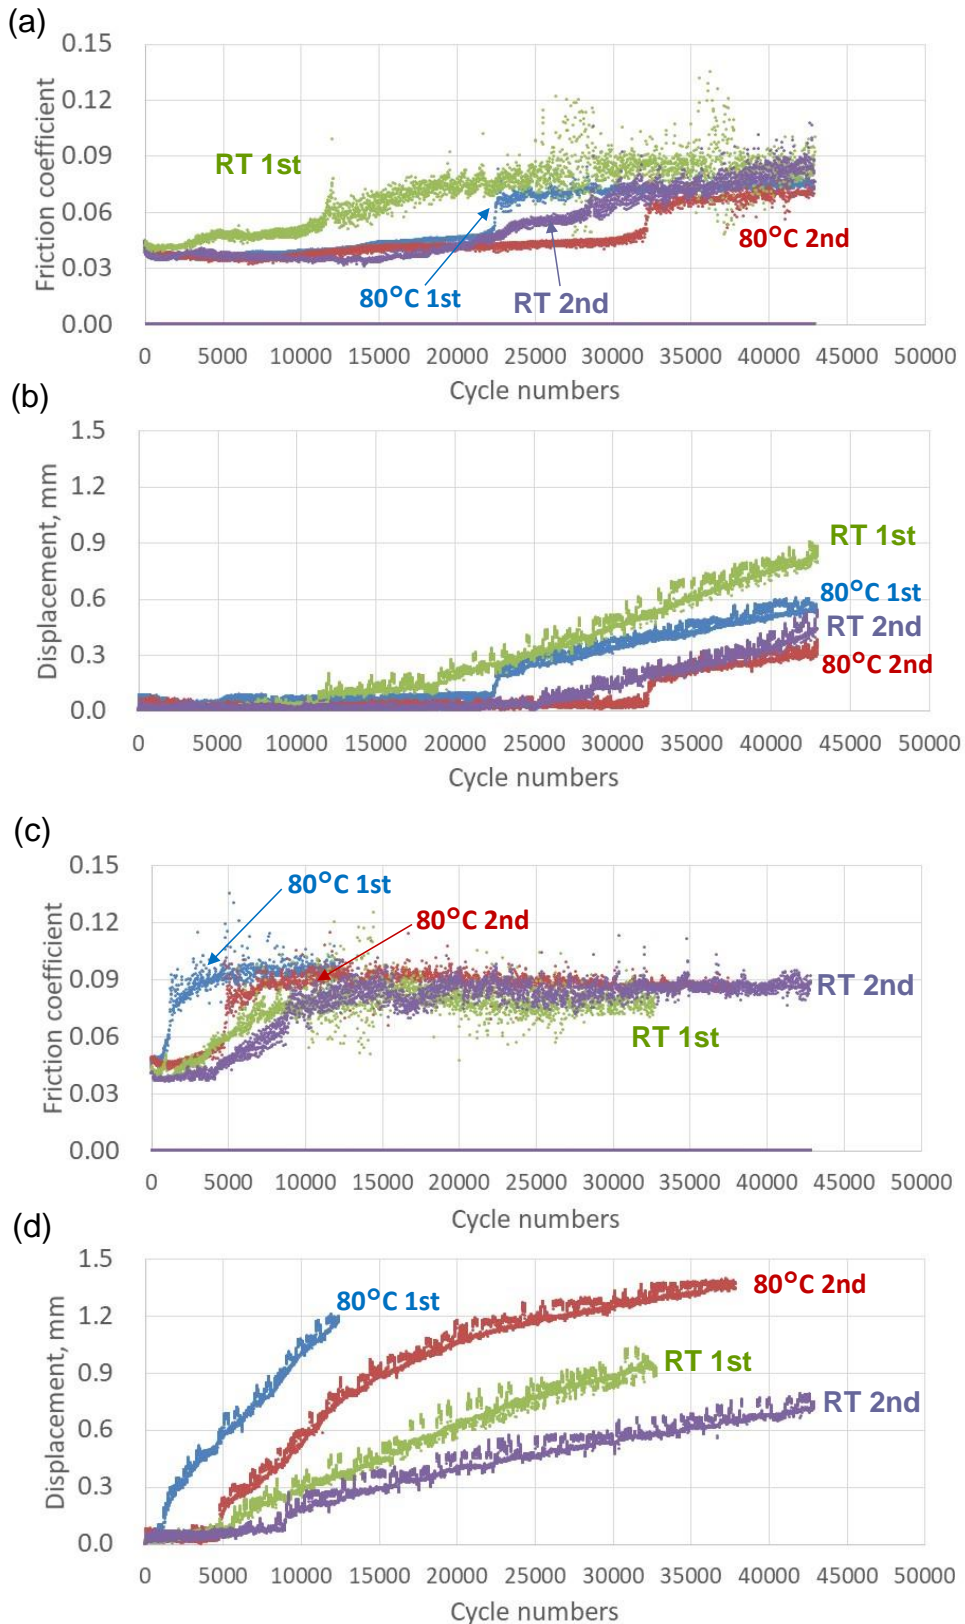 (a)
0.15
0.12
0.09
0.06
0.03
0.00
Friction coefficient
RT 1st
80°C 1st
RT 2nd
80°C 2nd
0 5000 10000 15000 20000 25000 30000 35000 40000 45000 50000
Cycle numbers
(b)
1.5
1.2
0.9
0.6
0.3
0.0
Displacement, mm
RT 1st
80°C 1st
RT 2nd
80°C 2nd
0 5000 10000 15000 20000 25000 30000 35000 40000 45000 50000
Cycle numbers
(c)
0.15
0.12
0.09
0.06
0.03
0.00
Friction coefficient
80°C 1st
80°C 2nd
RT 2nd
RT 1st
0 5000 10000 15000 20000 25000 30000 35000 40000 45000 50000
Cycle numbers
(d)
1.5
1.2
0.9
0.6
0.3
0.0
Displacement, mm
80°C 1st
80°C 2nd
RT 1st
RT 2nd
0 5000 10000 15000 20000 25000 30000 35000 40000 45000 50000
Cycle numbers